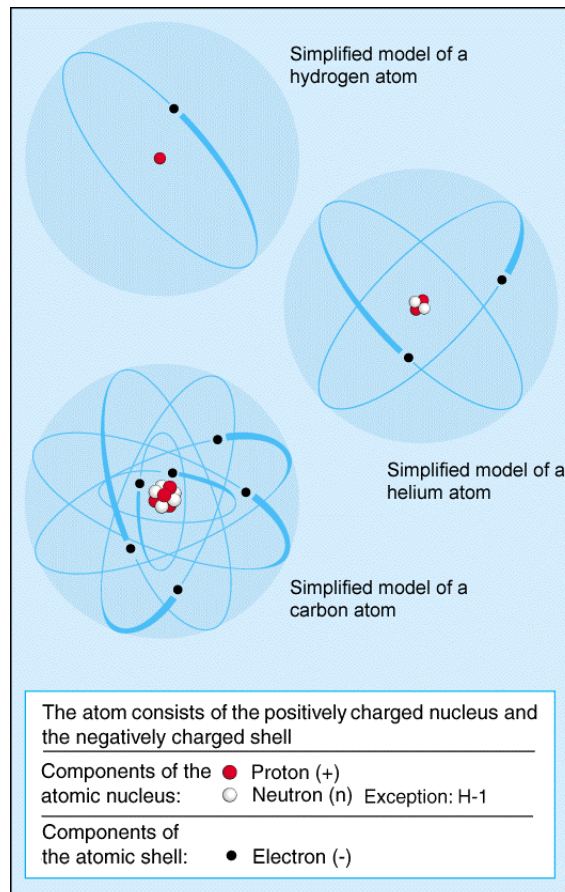 Simplified model of a
hydrogen atom
Simplified model of a
helium atom
Simplified model of a
carbon atom
The atom consists of the positively charged nucleus and
the negatively charged shell
Components of the
atomic nucleus:
Proton (+)
Neutron (n) Exception: H-1
Components of
the atomic shell:
Electron (-)